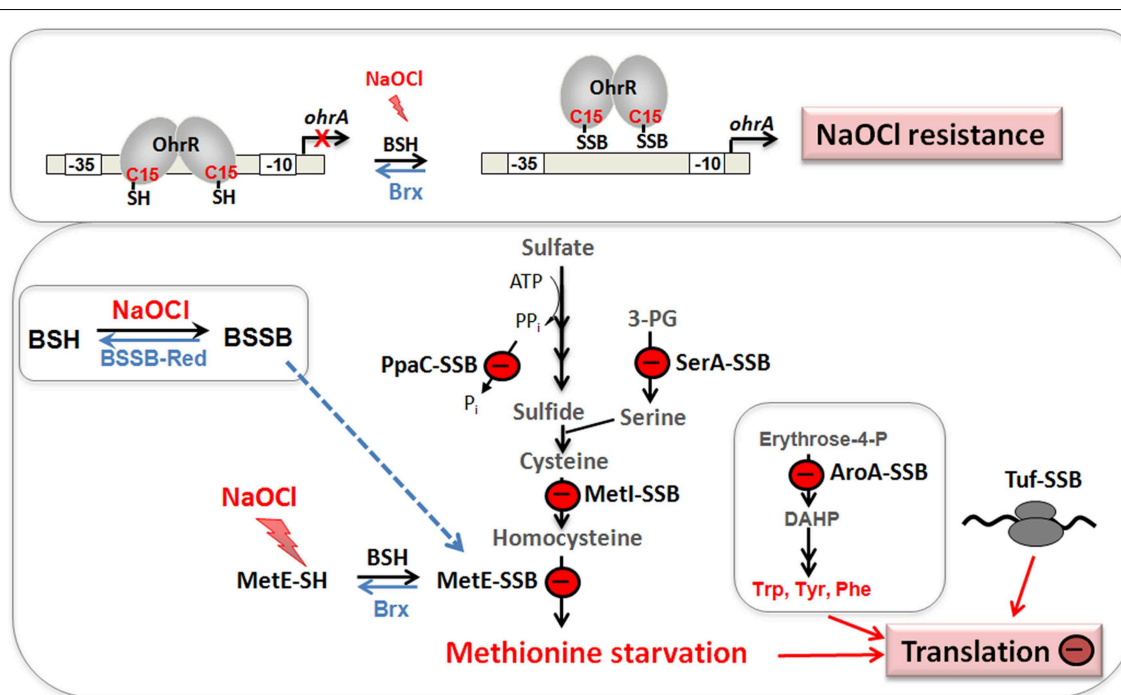 NaOCl
OhrR
C15
C15
SH
SH
-35
-10
ohrA
X
BSH
Brx
OhrR
C15
C15
SSB
SSB
-35
-10
ohrA
NaOCl resistance
Sulfate
ATP
PPi
PpaC-SSB
Pi
3-PG
SerA-SSB
Sulfide
Serine
Cysteine
MetI-SSB
Homocysteine
BSH
NaOCl
BSSB-Red
BSSB
NaOCl
MetE-SH
BSH
Brx
MetE-SSB
Methionine starvation
Erythrose-4-P
AroA-SSB
DAHP
Trp, Tyr, Phe
Tuf-SSB
Translation